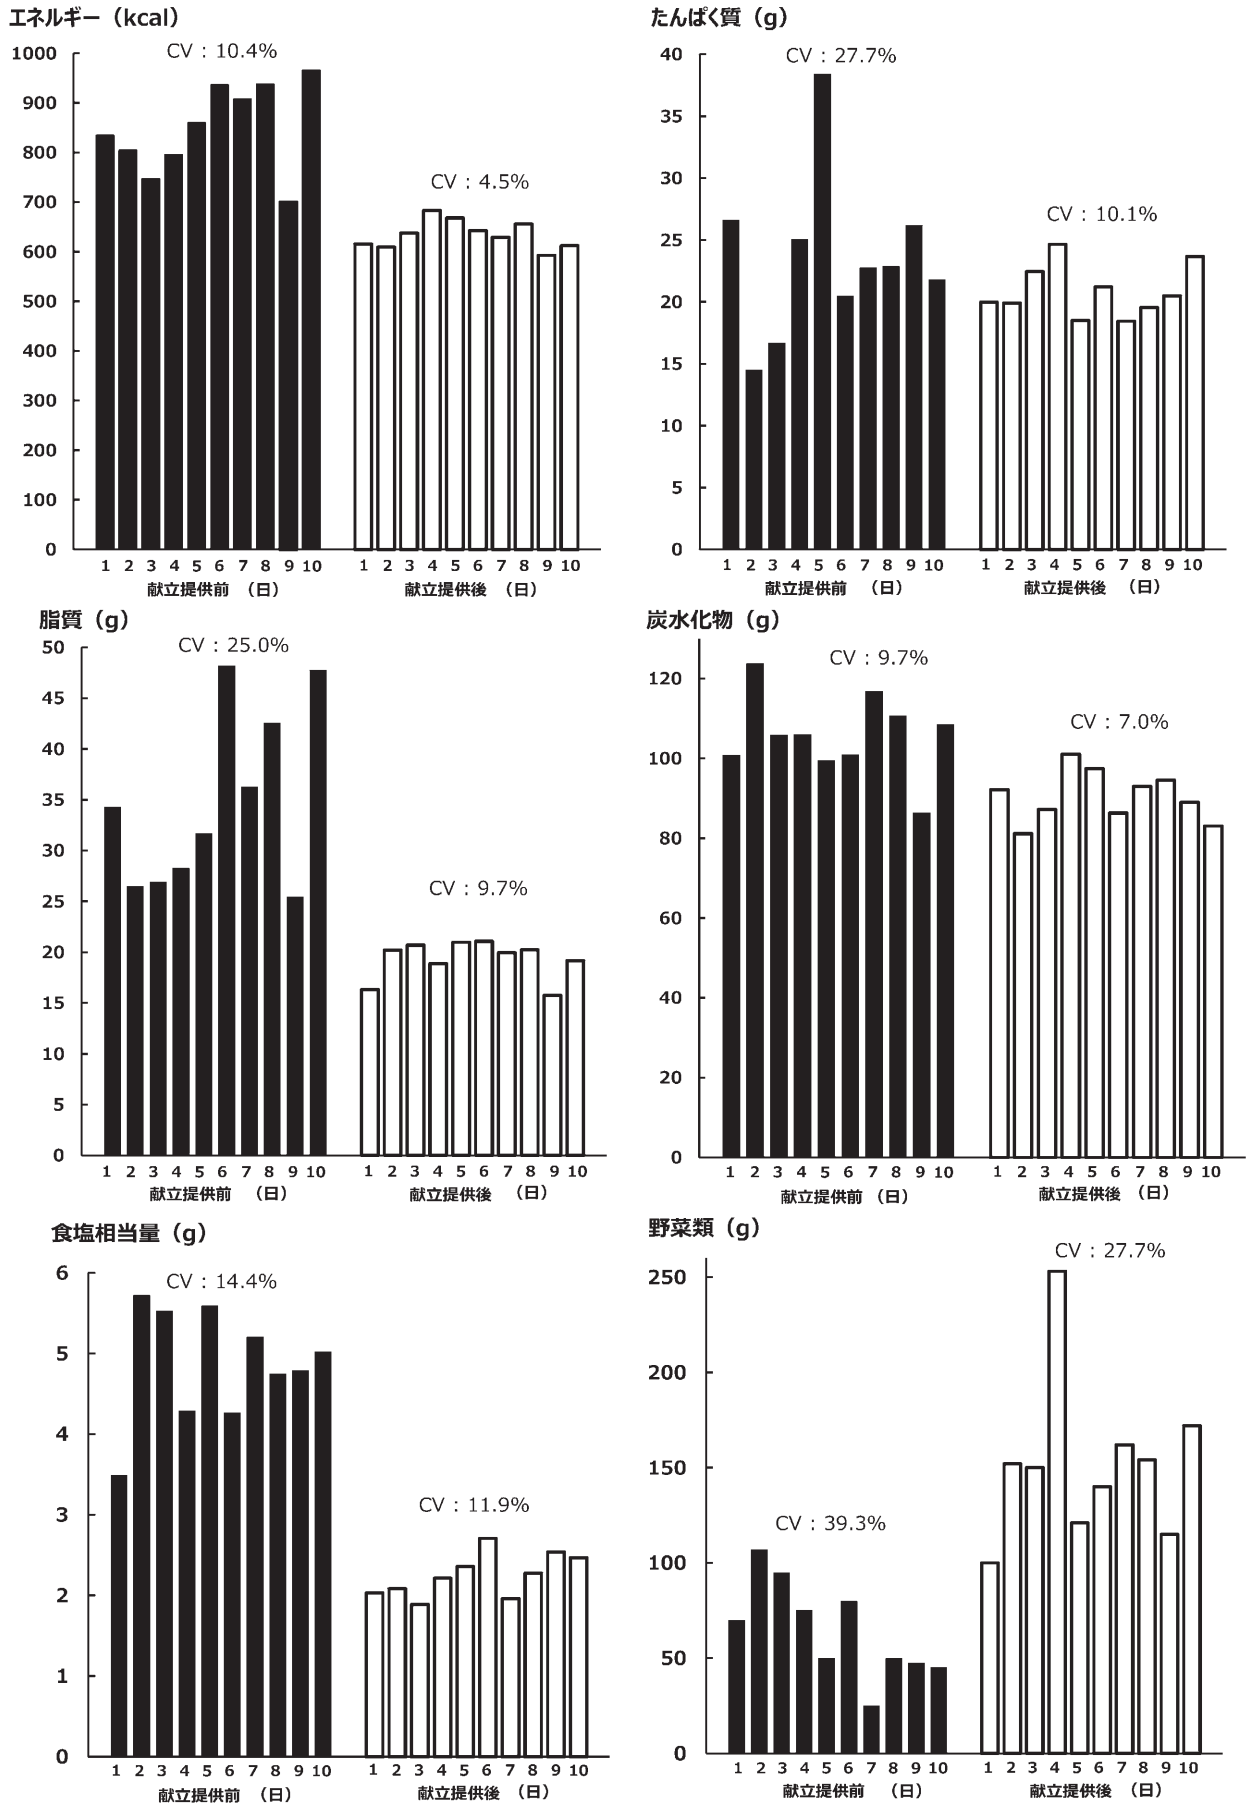 エネルギー（kcal）
CV：10.4%
CV：4.5%
1000
900
800
700
600
500
400
300
200
100
0
1 2 3 4 5 6 7 8 9 10
1 2 3 4 5 6 7 8 9 10
献立提供前 （日）
献立提供後 （日）
たんぱく質（g）
CV：27.7%
CV：10.1%
40
35
30
25
20
15
10
5
0
1 2 3 4 5 6 7 8 9 10
1 2 3 4 5 6 7 8 9 10
献立提供前 （日）
献立提供後 （日）
脂質（g）
CV：25.0%
CV：9.7%
50
45
40
35
30
25
20
15
10
5
0
1 2 3 4 5 6 7 8 9 10
1 2 3 4 5 6 7 8 9 10
献立提供前 （日）
献立提供後 （日）
炭水化物（g）
CV：9.7%
CV：7.0%
120
100
80
60
40
20
0
1 2 3 4 5 6 7 8 9 10
1 2 3 4 5 6 7 8 9 10
献立提供前 （日）
献立提供後 （日）
食塩相当量（g）
CV：14.4%
CV：11.9%
6
5
4
3
2
1
0
1 2 3 4 5 6 7 8 9 10
1 2 3 4 5 6 7 8 9 10
献立提供前 （日）
献立提供後 （日）
野菜類（g）
CV：27.7%
CV：39.3%
250
200
150
100
50
0
1 2 3 4 5 6 7 8 9 10
1 2 3 4 5 6 7 8 9 10
献立提供前 （日）
献立提供後 （日）